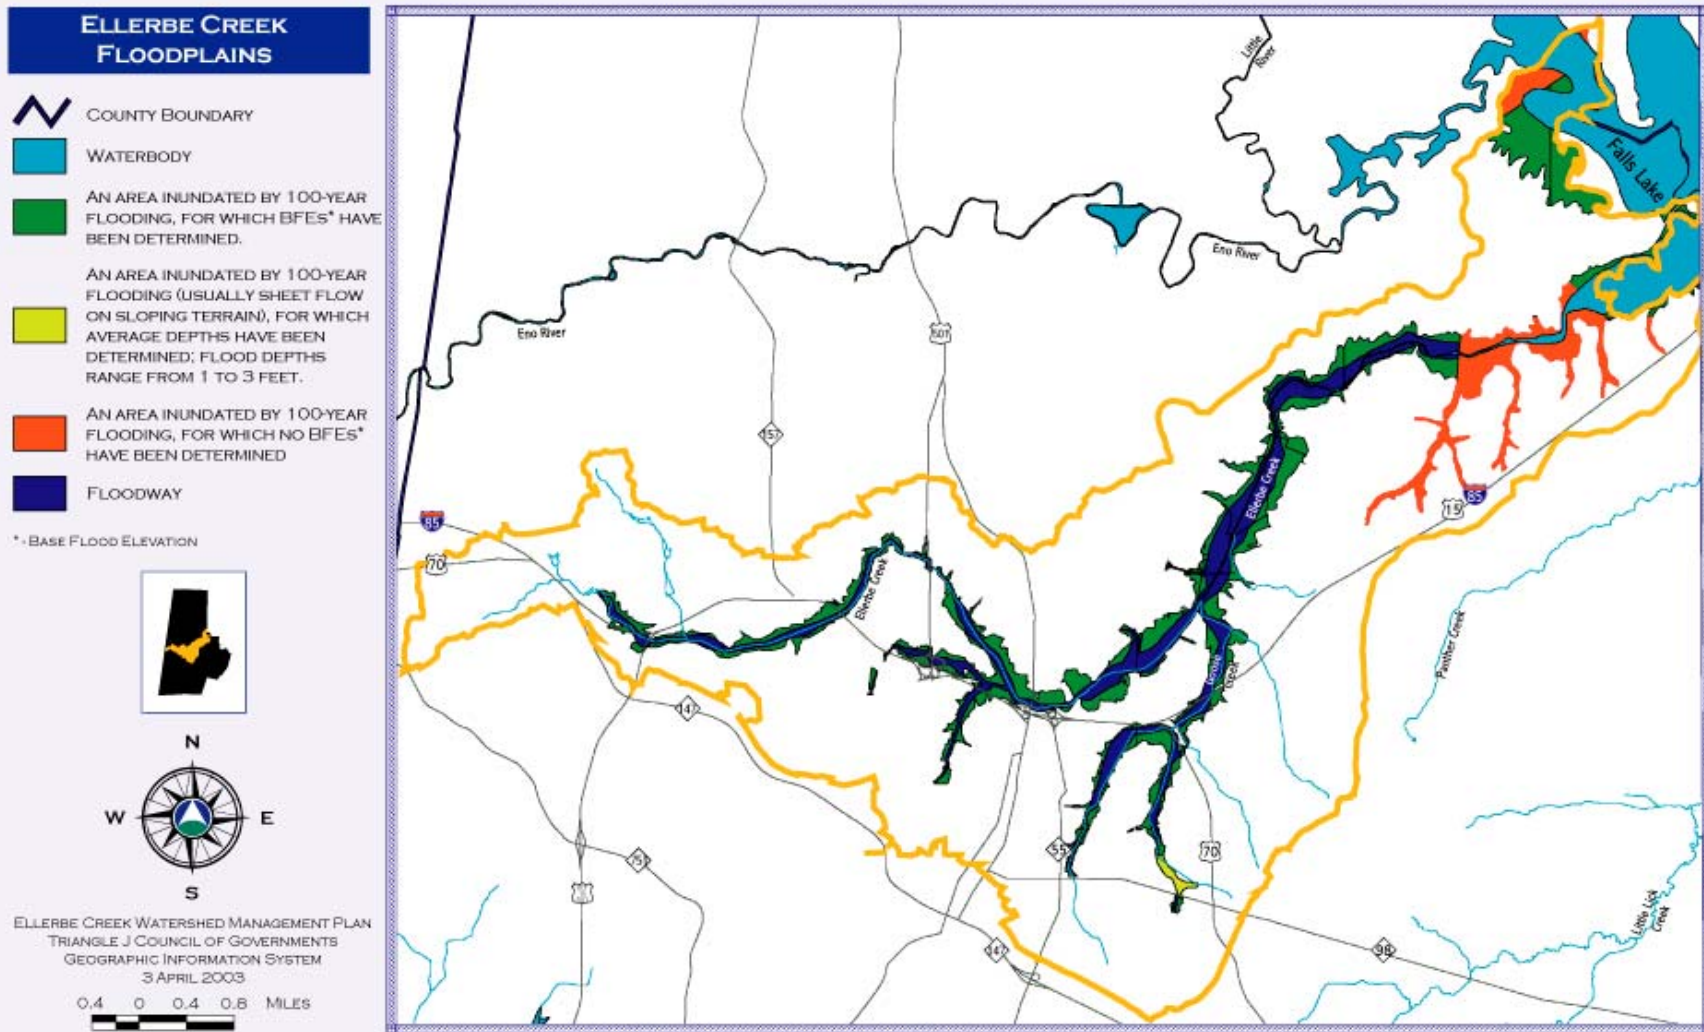 ELLERBE CREEK
FLOODPLAINS
COUNTY BOUNDARY
WATERBODY
AN AREA INUNDATED BY 100-YEAR
FLOODING, FOR WHICH BFES* HAVE
BEEN DETERMINED.
AN AREA INUNDATED BY 100-YEAR
FLOODING (USUALLY SHEET FLOW
ON SLOPING TERRAIN), FOR WHICH
AVERAGE DEPTHS HAVE BEEN
DETERMINED; FLOOD DEPTHS
RANGE FROM 1 TO 3 FEET.
AN AREA INUNDATED BY 100-YEAR
FLOODING, FOR WHICH NO BFES*
HAVE BEEN DETERMINED
FLOODWAY
* - BASE FLOOD ELEVATION
N
W
E
S
ELLERBE CREEK WATERSHED MANAGEMENT PLAN
TRIANGLE J COUNCIL OF GOVERNMENTS
GEOGRAPHIC INFORMATION SYSTEM
3 APRIL 2003
0.4 0 0.4 0.8 MILES
Little
River
Falls Lake
Eno River
Eno River
501
157
85
70
Ellerbe Creek
Ellerbe Creek
85
15
Panther Creek
Creek
147
55
70
751
147
98
Little Lick
Creek